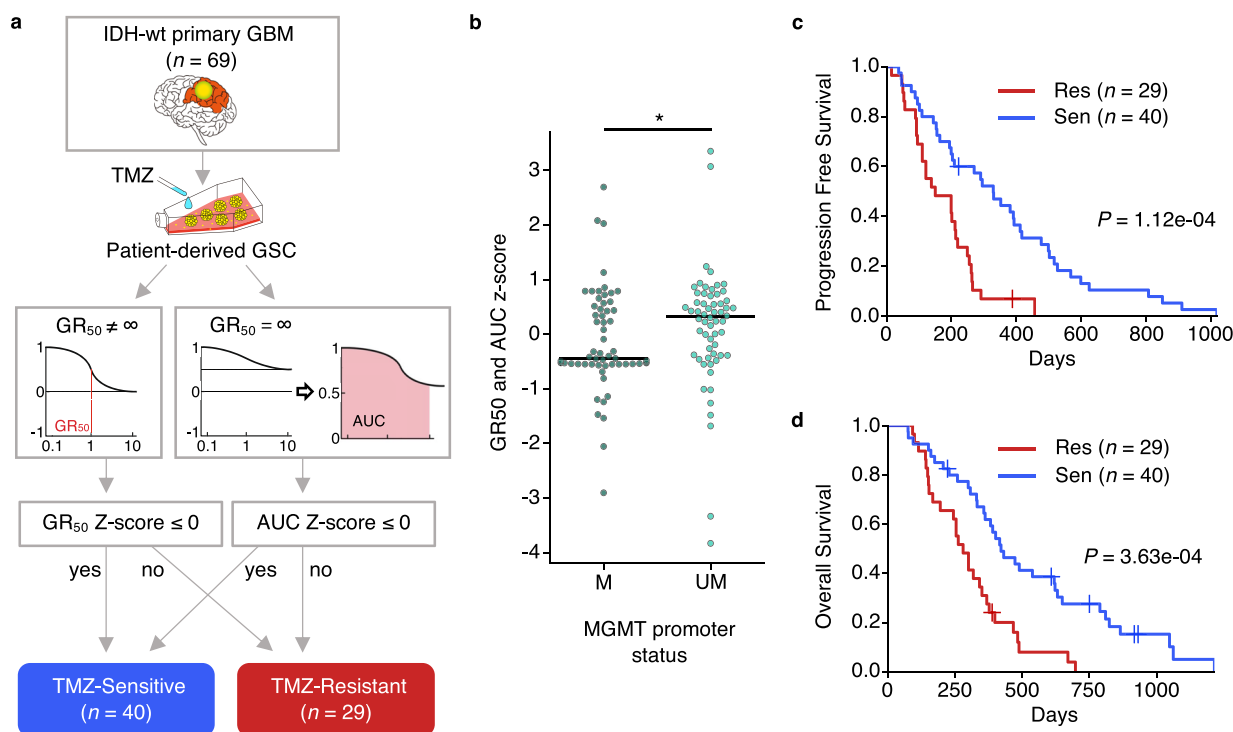 a
IDH-wt primary GBM
(n = 69)
TMZ
Patient-derived GSC
GR50 ≠ ∞
1
0
-1
GR50
0.1 1 10
GR50 = ∞
1
0
-1
0.1 1 10
1
0.5
0
AUC
GR50 Z-score ≤ 0
AUC Z-score ≤ 0
yes no yes no
TMZ-Sensitive
(n = 40)
TMZ-Resistant
(n = 29)
b
*
GR50 and AUC z-score
3
2
1
0
-1
-2
-3
-4
M UM
MGMT promoter
status
c
Progression Free Survival
1.0
0.8
0.6
0.4
0.2
0.0
Res (n = 29)
Sen (n = 40)
P = 1.12e-04
0 200 400 600 800 1000
Days
d
Overall Survival
1.0
0.8
0.6
0.4
0.2
0.0
Res (n = 29)
Sen (n = 40)
P = 3.63e-04
0 250 500 750 1000
Days